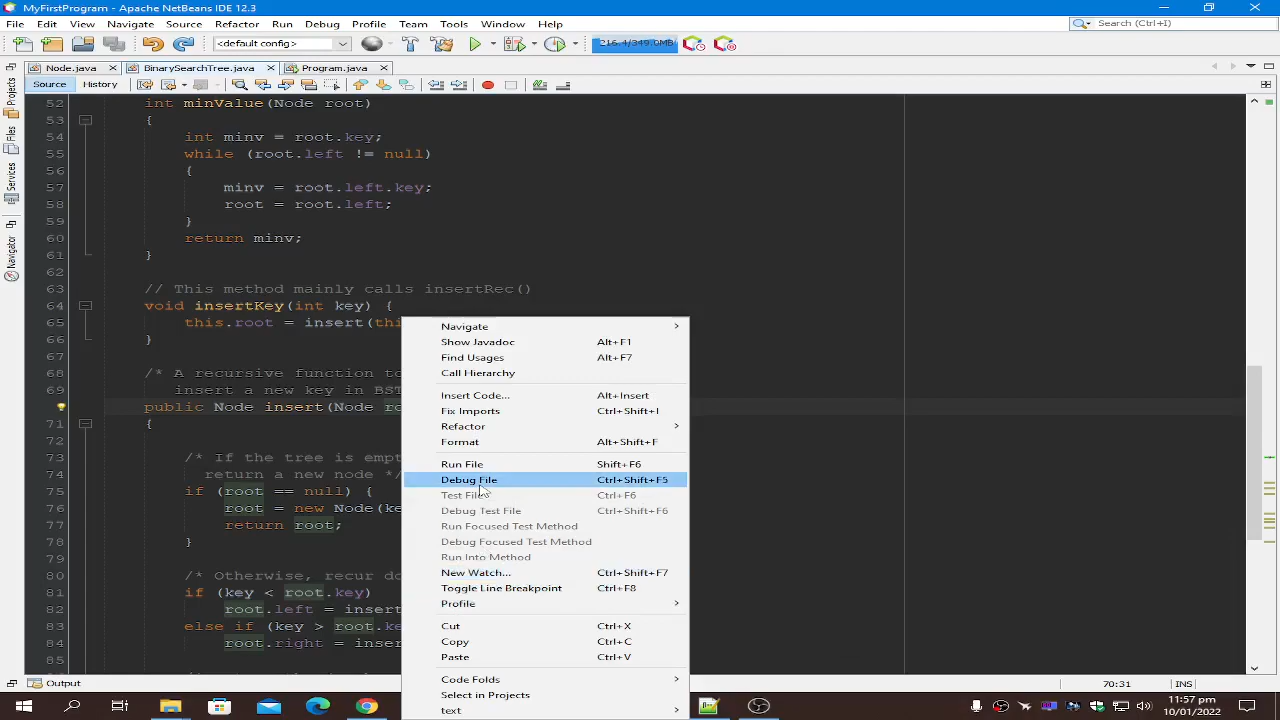 MyFirstProgram - Apache NetBeans IDE 12.3
File Edit View Navigate Source Refactor Run Debug Profile Team Tools Window Help
Search (Ctrl+I)
<default config>
216.4/349.0MB
Node.java
BinarySearchTree.java
Program.java
Source History
Projects
Files
Services
Navigator
52 int minValue(Node root)
53 {
54 int minv = root.key;
55 while (root.left != null)
56 {
57 minv = root.left.key;
58 root = root.left;
59 }
60 return minv;
61 }
62
63 // This method mainly calls insertRec()
64 void insertKey(int key) {
65 this.root = insert(thi
66 }
67
68 /* A recursive function to
69 insert a new key in BST
public Node insert(Node ro
71 {
72
73 /* If the tree is empt
74 return a new node */
75 if (root == null) {
76 root = new Node(ke
77 return root;
78 }
79
80 /* Otherwise, recur do
81 if (key < root.key)
82 root.left = insert
83 else if (key > root.ke
84 root.right = inser
85
Navigate
Show Javadoc Alt+F1
Find Usages Alt+F7
Call Hierarchy
Insert Code... Alt+Insert
Fix Imports Ctrl+Shift+I
Refactor
Format Alt+Shift+F
Run File Shift+F6
Debug File Ctrl+Shift+F5
Test File Ctrl+F6
Debug Test File Ctrl+Shift+F6
Run Focused Test Method
Debug Focused Test Method
Run Into Method
New Watch... Ctrl+Shift+F7
Toggle Line Breakpoint Ctrl+F8
Profile
Cut Ctrl+X
Copy Ctrl+C
Paste Ctrl+V
Code Folds
Select in Projects
text
Output
70:31
INS
11:57 pm
10/01/2022